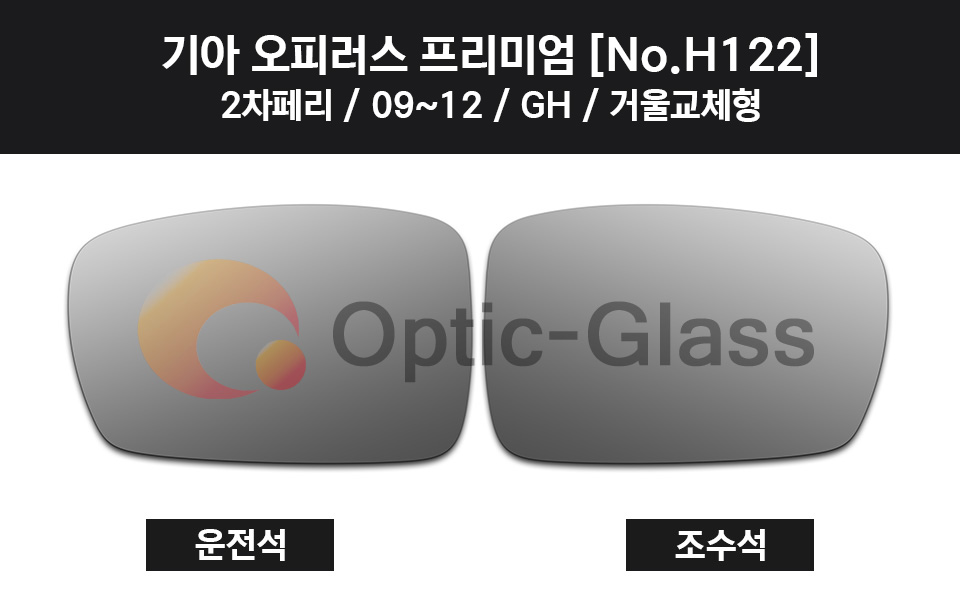 기아 오피러스 프리미엄 [No.H122]
2차페리 / 09~12 / GH / 거울교체형
Optic-Glass
운전석
조수석